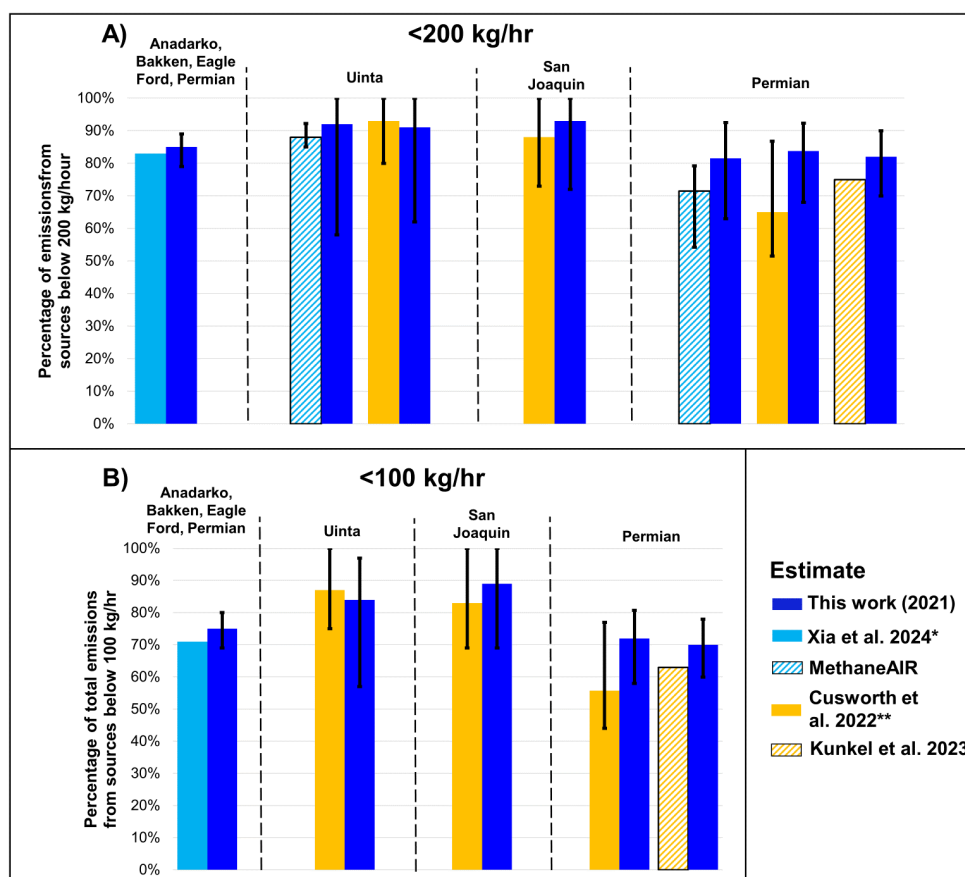 A)
<200 kg/hr
Anadarko,
Bakken, Eagle
Ford, Permian
Uinta
San
Joaquin
Permian
Percentage of emissionsfrom
sources below 200 kg/hour
100%
90%
80%
70%
60%
50%
40%
30%
20%
10%
0%
B)
<100 kg/hr
Anadarko,
Bakken, Eagle
Ford, Permian
Uinta
San
Joaquin
Permian
Percentage of total emissions
from sources below 100 kg/hr
100%
90%
80%
70%
60%
50%
40%
30%
20%
10%
0%
Estimate
This work (2021)
Xia et al. 2024*
MethaneAIR
Cusworth et
al. 2022**
Kunkel et al. 2023